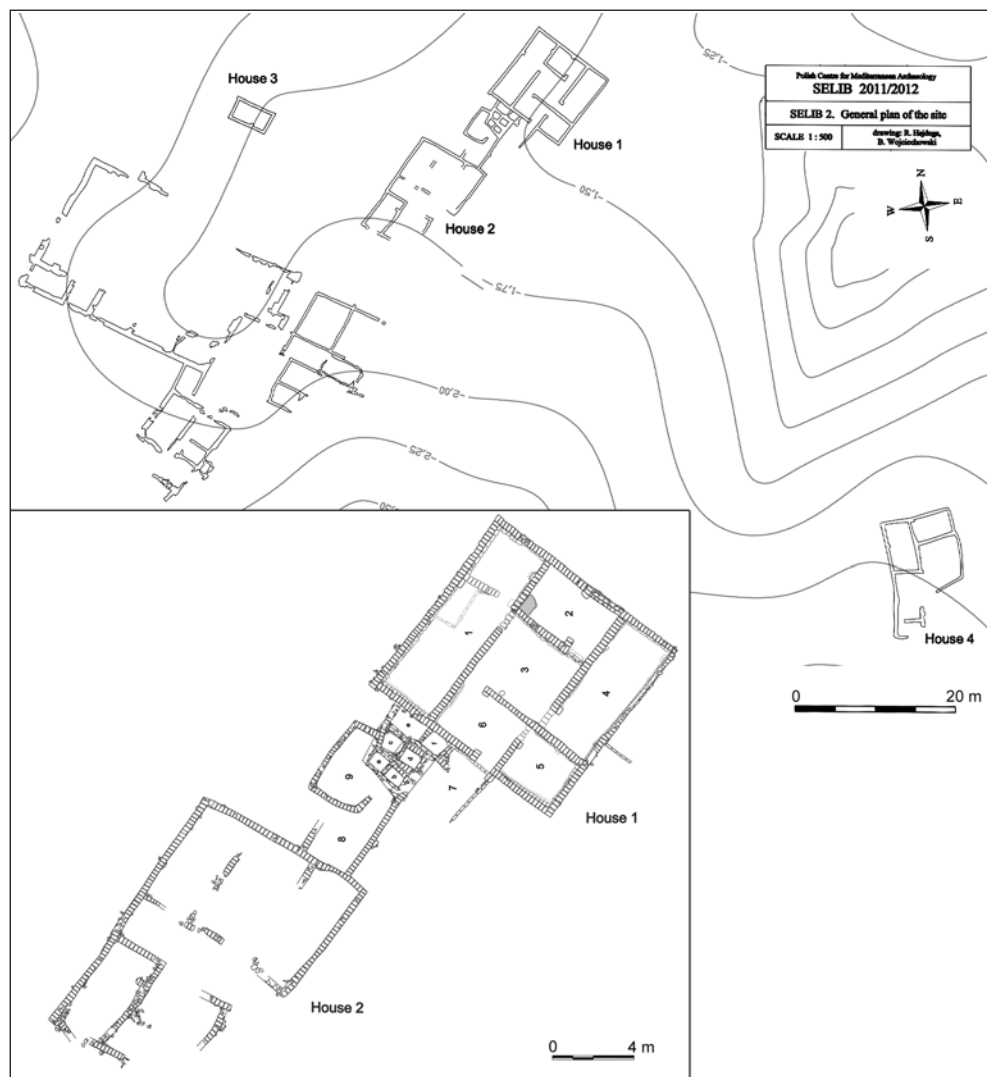 -1,25
House 3
Polish Centre for Mediterranean Archaeology
SELIB 2011/2012
SELIB 2. General plan of the site
SCALE 1 : 500
drawing: R. Hajduga,
B. Wojciechowski
House 1
N
W
E
S
-1,50
House 2
-1,75
-2,00
-2,25
House 4
0
20 m
1
2
3
4
6
5
7
9
8
House 1
House 2
0
4 m